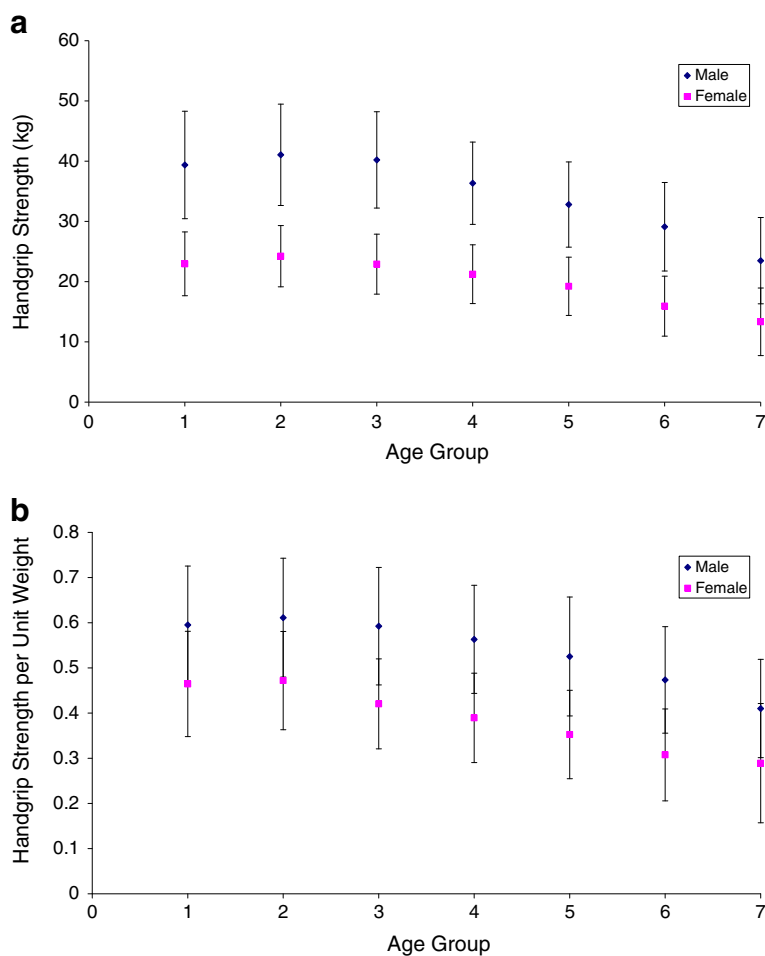 a
60
50
40
30
20
10
0
Handgrip Strength (kg)
Male
Female
0 1 2 3 4 5 6 7
Age Group
b
0.8
0.7
0.6
0.5
0.4
0.3
0.2
0.1
0
Handgrip Strength per Unit Weight
Male
Female
0 1 2 3 4 5 6 7
Age Group